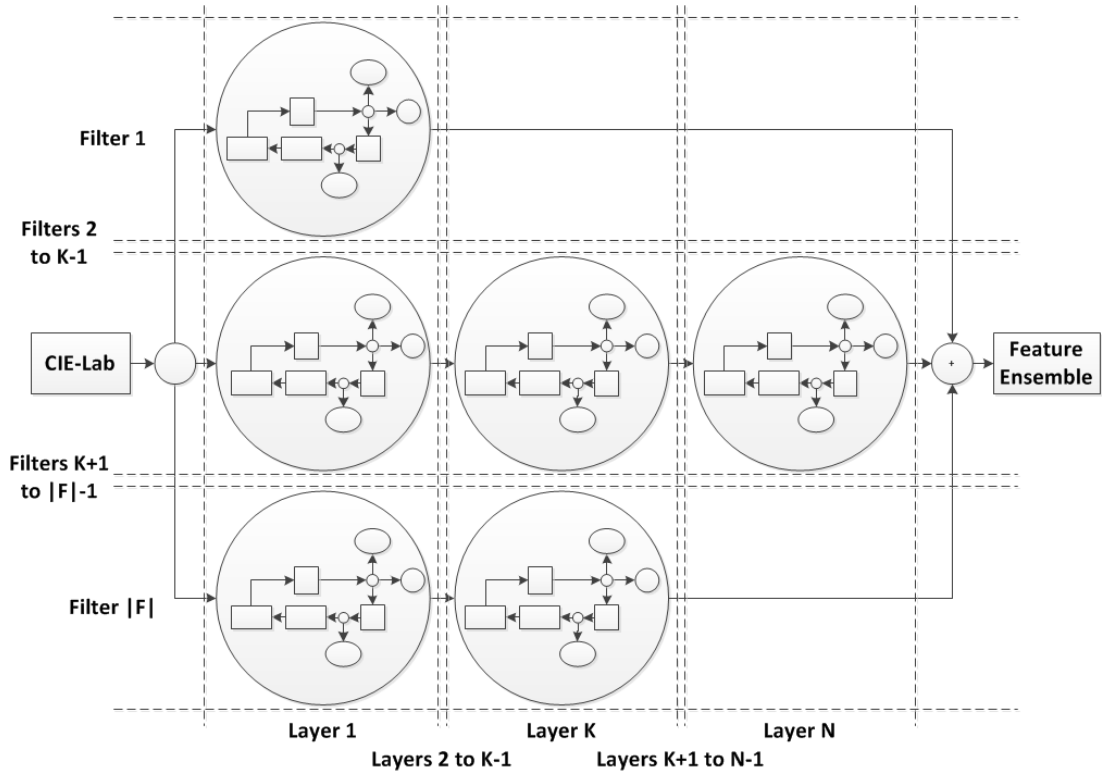 Filter 1
Filters 2
to K-1
CIE-Lab
+
Feature
Ensemble
Filters K+1
to |F|-1
Filter |F|
Layer 1
Layer K
Layer N
Layers 2 to K-1
Layers K+1 to N-1